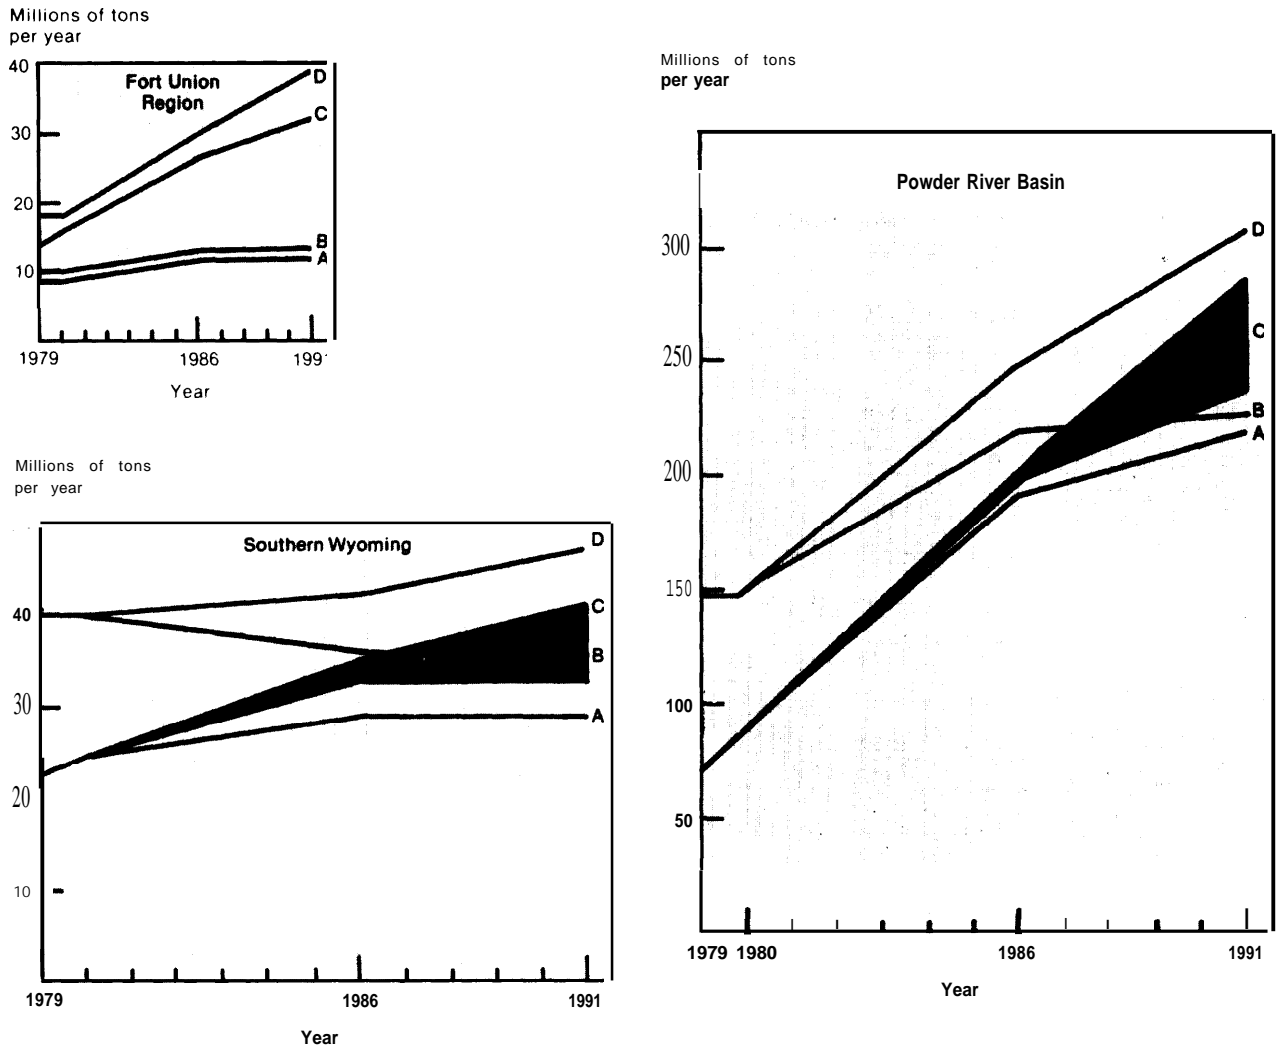 Millions of tons
per year
40
Fort Union
Region
D
C
30
20
B
A
10
1979
1986
1991
Year
Millions of tons
per year
Powder River Basin
D
300
C
250
B
A
200
150
100
50
1979 1980
1986
1991
Year
Millions of tons
per year
Southern Wyoming
D
40
C
B
30
A
20
10
1979
1986
1991
Year